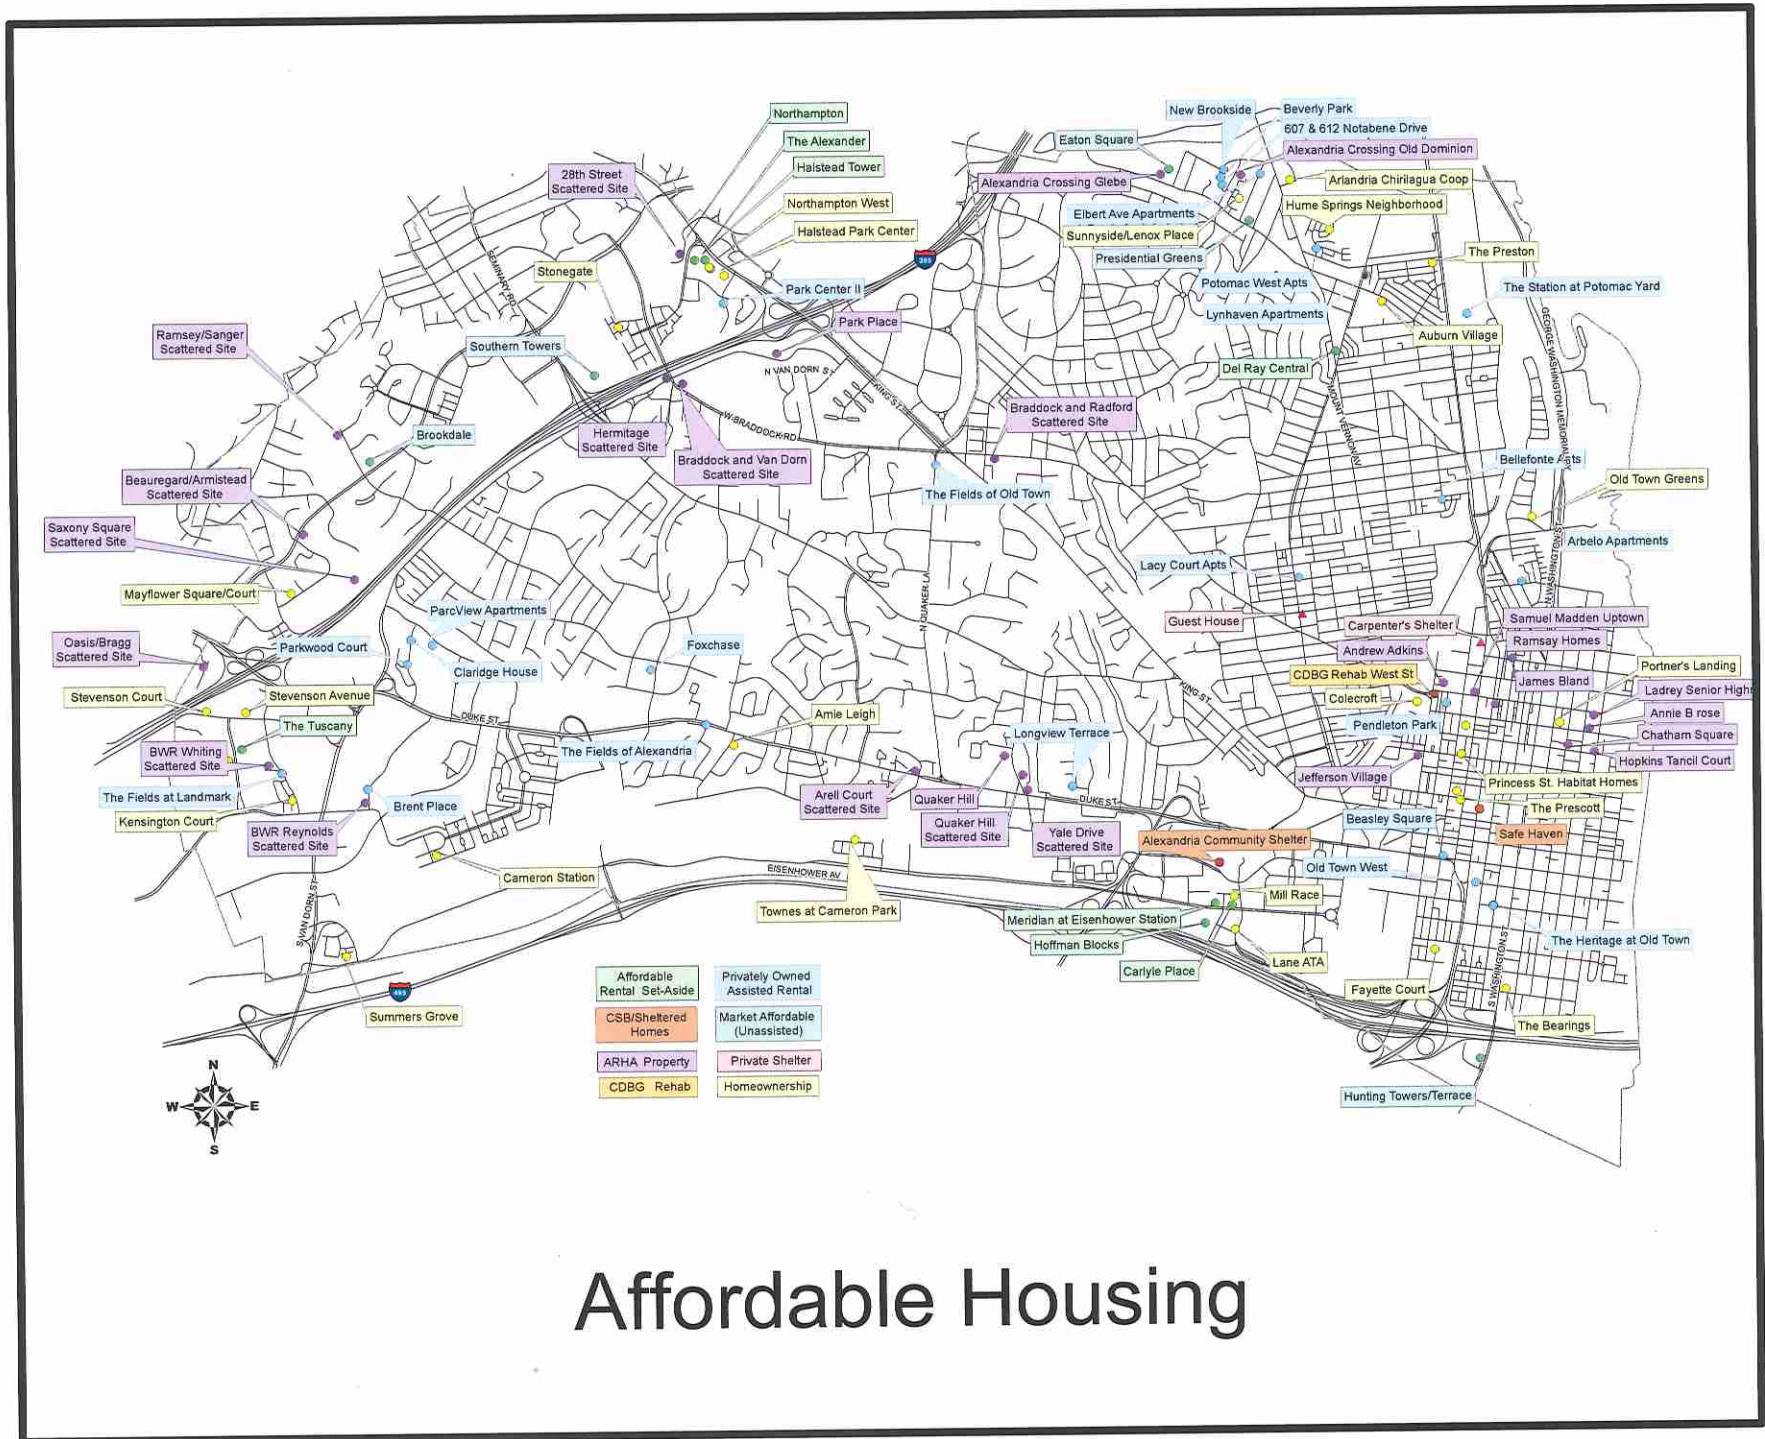 Northampton
The Alexander
Halstead Tower
28th Street
Scattered Site
Northampton West
Halstead Park Center
Stonegate
Park Center II
Park Place
Southern Towers
Ramsey/Sanger
Scattered Site
SEMINARY RD
395
New Brookside
Beverly Park
607 & 612 Notabene Drive
Eaton Square
Alexandria Crossing Old Dominion
Alexandria Crossing Glebe
Arlandria Chirilagua Coop
Elbert Ave Apartments
Hume Springs Neighborhood
Sunnyside/Lenox Place
Presidential Greens
The Preston
Potomac West Apts
The Station at Potomac Yard
Lynhaven Apartments
Auburn Village
Del Ray Central
N VAN DORN ST
KING ST
W BRADDOCK RD
MOUNT VERNON AV
Brookdale
Hermitage
Scattered Site
Braddock and Van Dorn
Scattered Site
Braddock and Radford
Scattered Site
The Fields of Old Town
Beauregard/Armistead
Scattered Site
Saxony Square
Scattered Site
Mayflower Square/Court
Old Town Greens
Arbelo Apartments
Lacy Court Apts
N WASHINGTON ST
N QUAKER LA
ParcView Apartments
Parkwood Court
Claridge House
Foxchase
Oasis/Bragg
Scattered Site
Stevenson Court
Stevenson Avenue
The Tuscany
DUKE ST
Guest House
Carpenter's Shelter
Samuel Madden Uptown
Ramsay Homes
Andrew Adkins
CDBG Rehab West St
James Bland
Portner's Landing
Colecroft
Annie B rose
Pendleton Park
Chatham Square
Hopkins Tancil Court
KING ST
Amie Leigh
The Fields of Alexandria
Longview Terrace
BWR Whiting
Scattered Site
The Fields at Landmark
Kensington Court
Brent Place
BWR Reynolds
Scattered Site
Arell Court
Scattered Site
Quaker Hill
Quaker Hill
Scattered Site
DUKE ST
Yale Drive
Scattered Site
Jefferson Village
Princess St. Habitat Homes
The Prescott
Beasley Square
Safe Haven
Alexandria Community Shelter
Old Town West
Cameron Station
EISENHOWER AV
Townes at Cameron Park
Mill Race
Meridian at Eisenhower Station
Hoffman Blocks
Carlyle Place
Lane ATA
The Heritage at Old Town
Fayette Court
S WASHINGTON ST
The Bearings
Hunting Towers/Terrace
S VAN DORN ST
495
Summers Grove
Affordable
Rental Set-Aside
Privately Owned
Assisted Rental
CSB/Sheltered
Homes
Market Affordable
(Unassisted)
ARHA Property
Private Shelter
CDBG Rehab
Homeownership
N
W
E
S
Affordable Housing